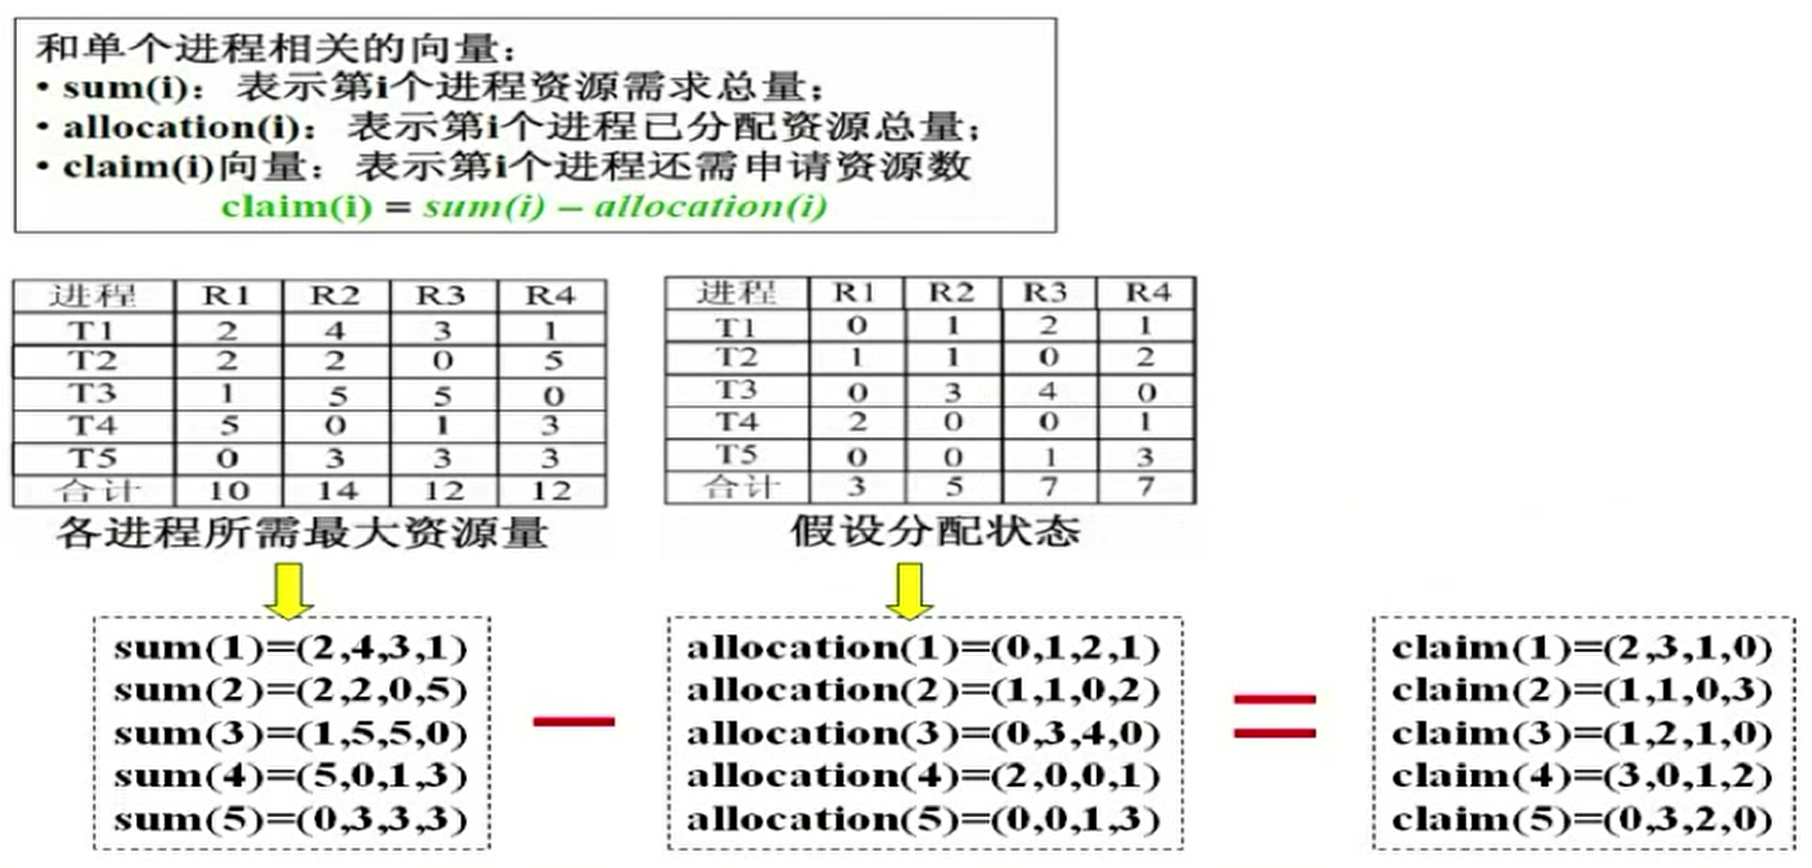 和单个进程相关的向量：
• sum(i)： 表示第i个进程资源需求总量；
• allocation(i)： 表示第i个进程已分配资源总量；
• claim(i)向量： 表示第i个进程还需申请资源数
claim(i) = sum(i) – allocation(i)
进程 R1 R2 R3 R4
T1 2 4 3 1
T2 2 2 0 5
T3 1 5 5 0
T4 5 0 1 3
T5 0 3 3 3
合计 10 14 12 12
各进程所需最大资源量
进程 R1 R2 R3 R4
T1 0 1 2 1
T2 1 1 0 2
T3 0 3 4 0
T4 2 0 0 1
T5 0 0 1 3
合计 3 5 7 7
假设分配状态
sum(1)=(2,4,3,1)
sum(2)=(2,2,0,5)
sum(3)=(1,5,5,0)
sum(4)=(5,0,1,3)
sum(5)=(0,3,3,3)
—
allocation(1)=(0,1,2,1)
allocation(2)=(1,1,0,2)
allocation(3)=(0,3,4,0)
allocation(4)=(2,0,0,1)
allocation(5)=(0,0,1,3)
=
claim(1)=(2,3,1,0)
claim(2)=(1,1,0,3)
claim(3)=(1,2,1,0)
claim(4)=(3,0,1,2)
claim(5)=(0,3,2,0)